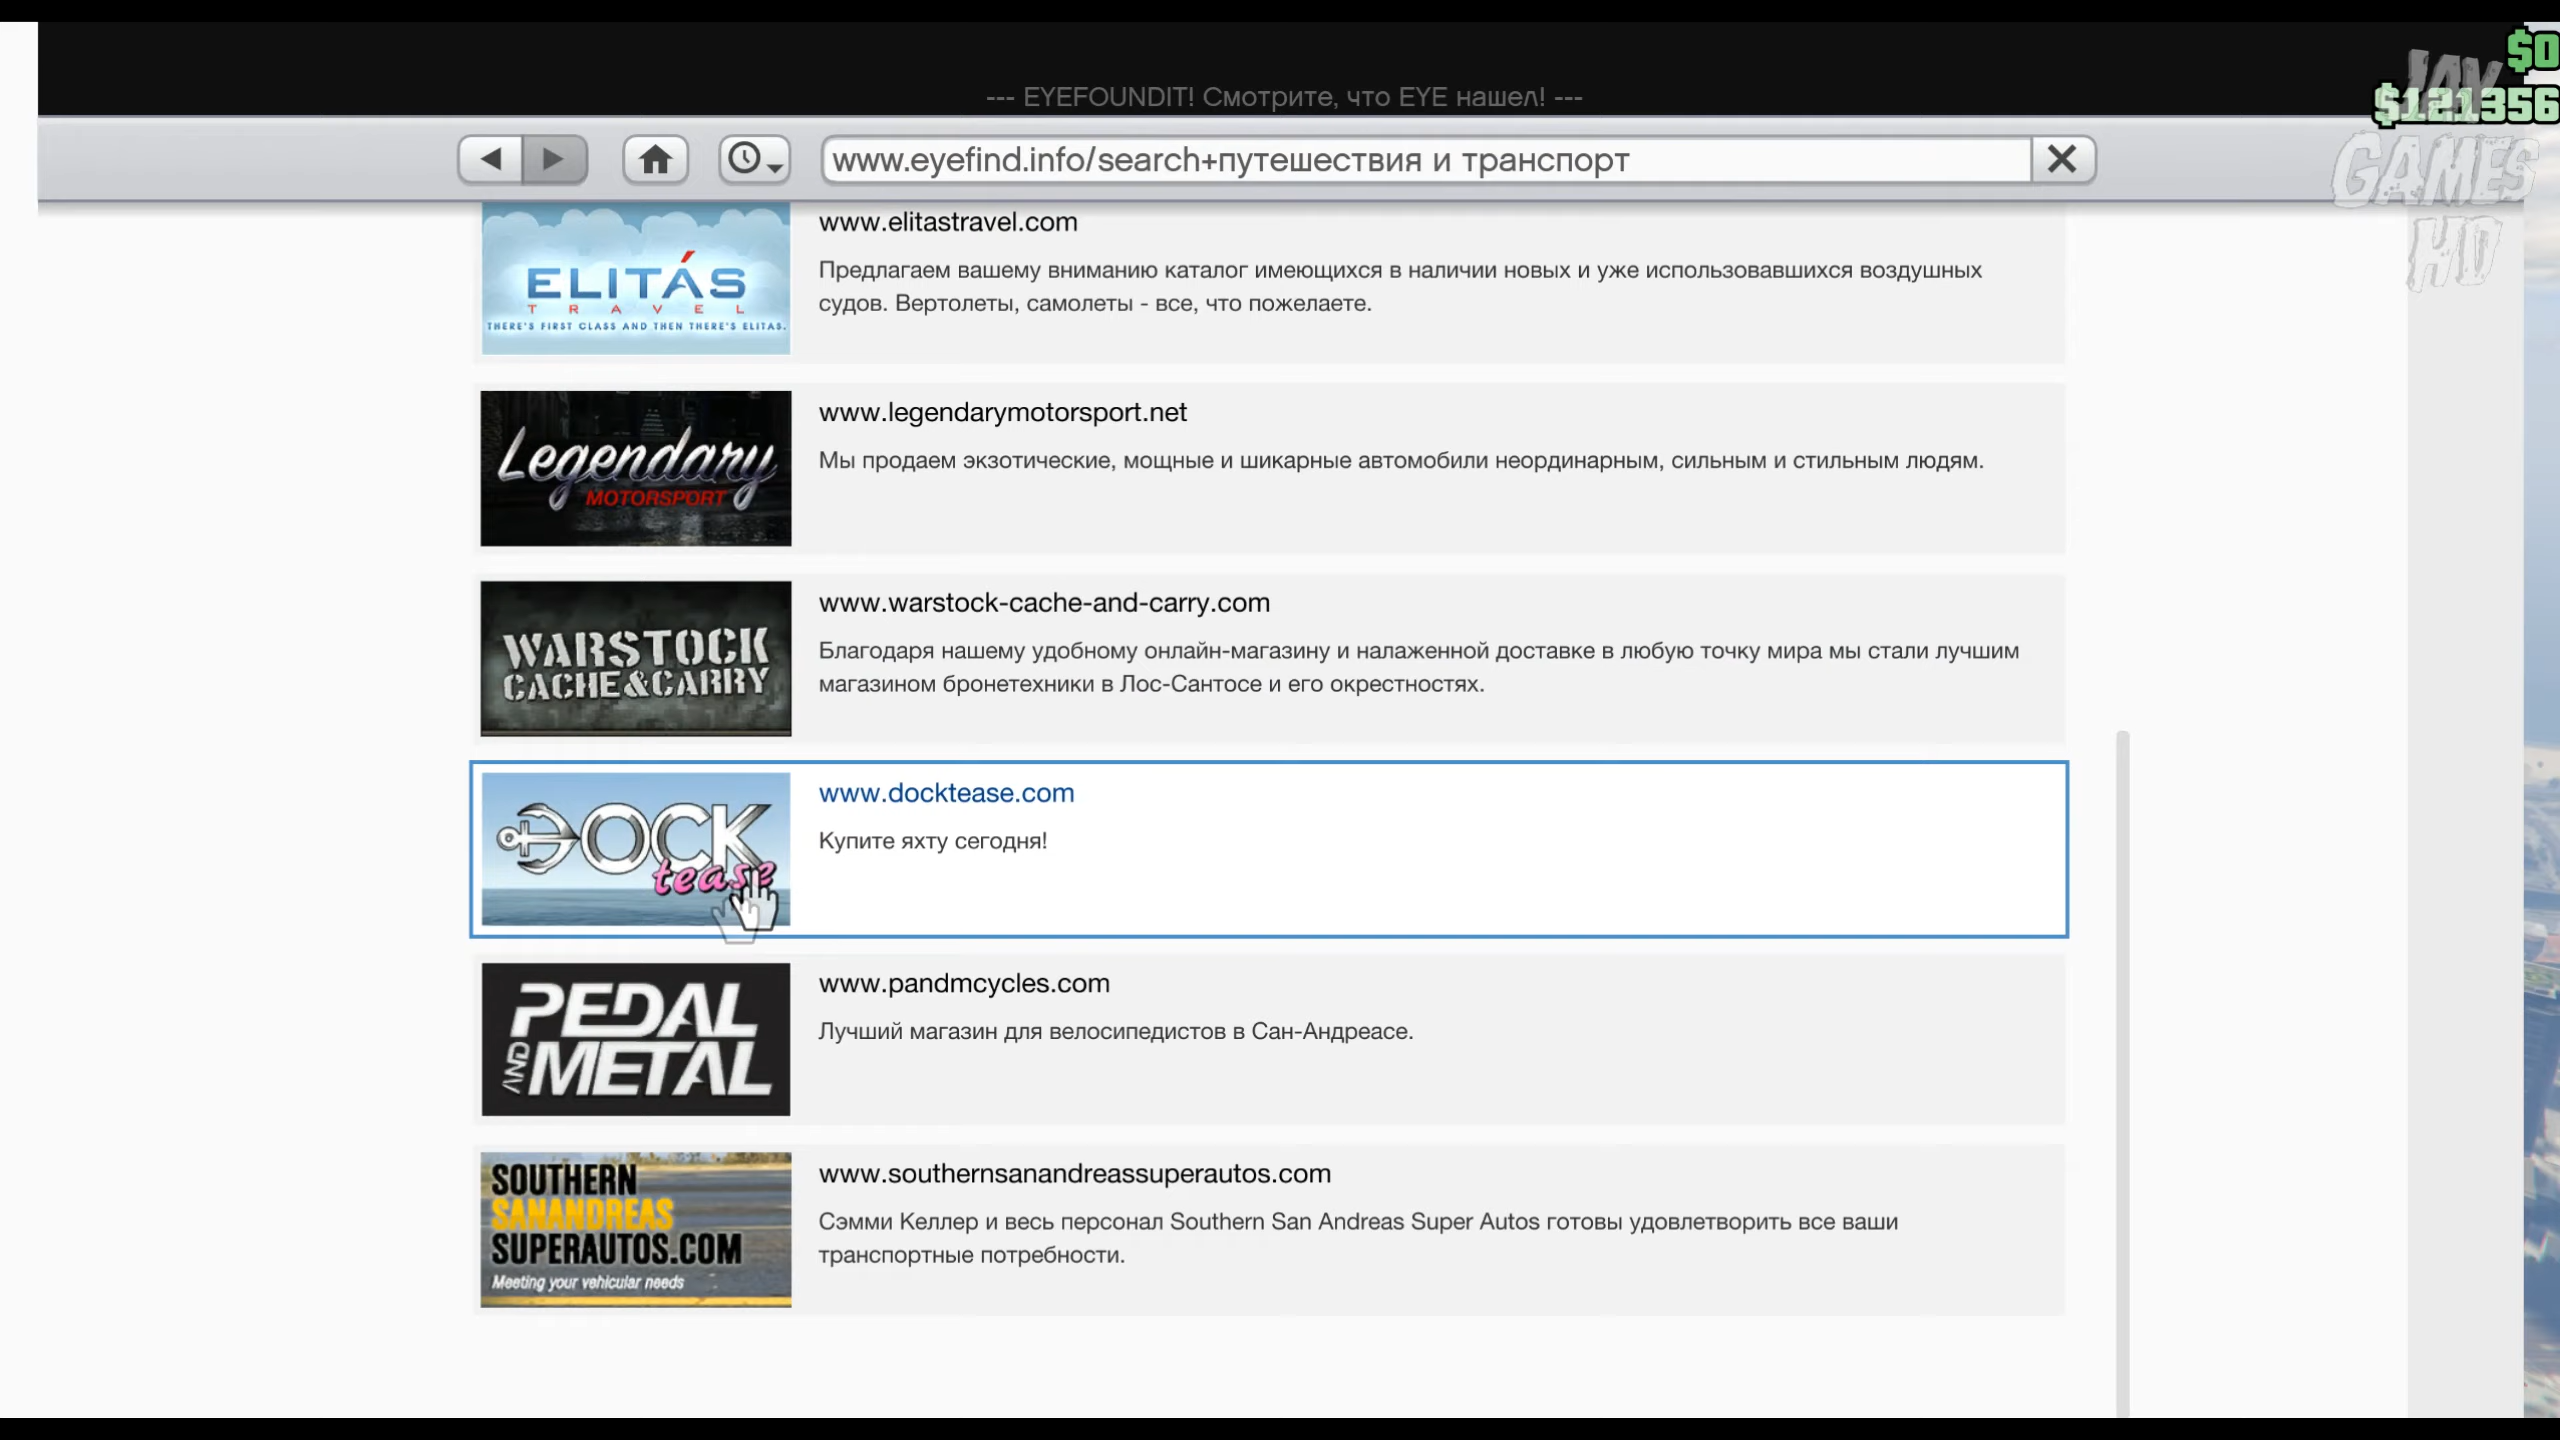 $0
$121356
JAY
GAMES
HD
--- EYEFOUNDIT! Смотрите, что EYE нашел! ---
www.eyefind.info/search+путешествия и транспорт
ELITÁS
TRAVEL
THERE'S FIRST CLASS AND THEN THERE'S ELITAS.
www.elitastravel.com
Предлагаем вашему вниманию каталог имеющихся в наличии новых и уже использовавшихся воздушных
судов. Вертолеты, самолеты - все, что пожелаете.
Legendary
MOTORSPORT
www.legendarymotorsport.net
Мы продаем экзотические, мощные и шикарные автомобили неординарным, сильным и стильным людям.
WARSTOCK
CACHE&CARRY
www.warstock-cache-and-carry.com
Благодаря нашему удобному онлайн-магазину и налаженной доставке в любую точку мира мы стали лучшим
магазином бронетехники в Лос-Сантосе и его окрестностях.
DOCK
tease
www.docktease.com
Купите яхту сегодня!
PEDAL
AND METAL
www.pandmcycles.com
Лучший магазин для велосипедистов в Сан-Андреасе.
SOUTHERN
SANANDREAS
SUPERAUTOS.COM
Meeting your vehicular needs
www.southernsanandreassuperautos.com
Сэмми Келлер и весь персонал Southern San Andreas Super Autos готовы удовлетворить все ваши
транспортные потребности.